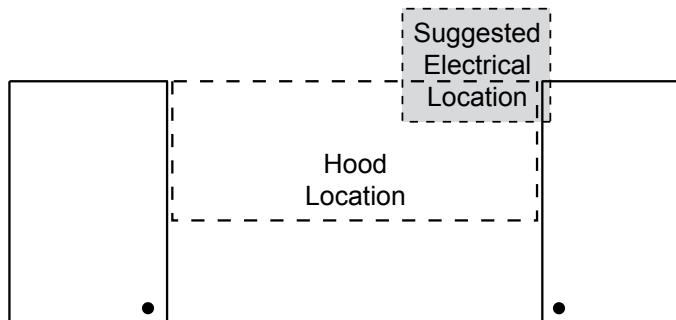 Suggested
Electrical
Location
Hood
Location